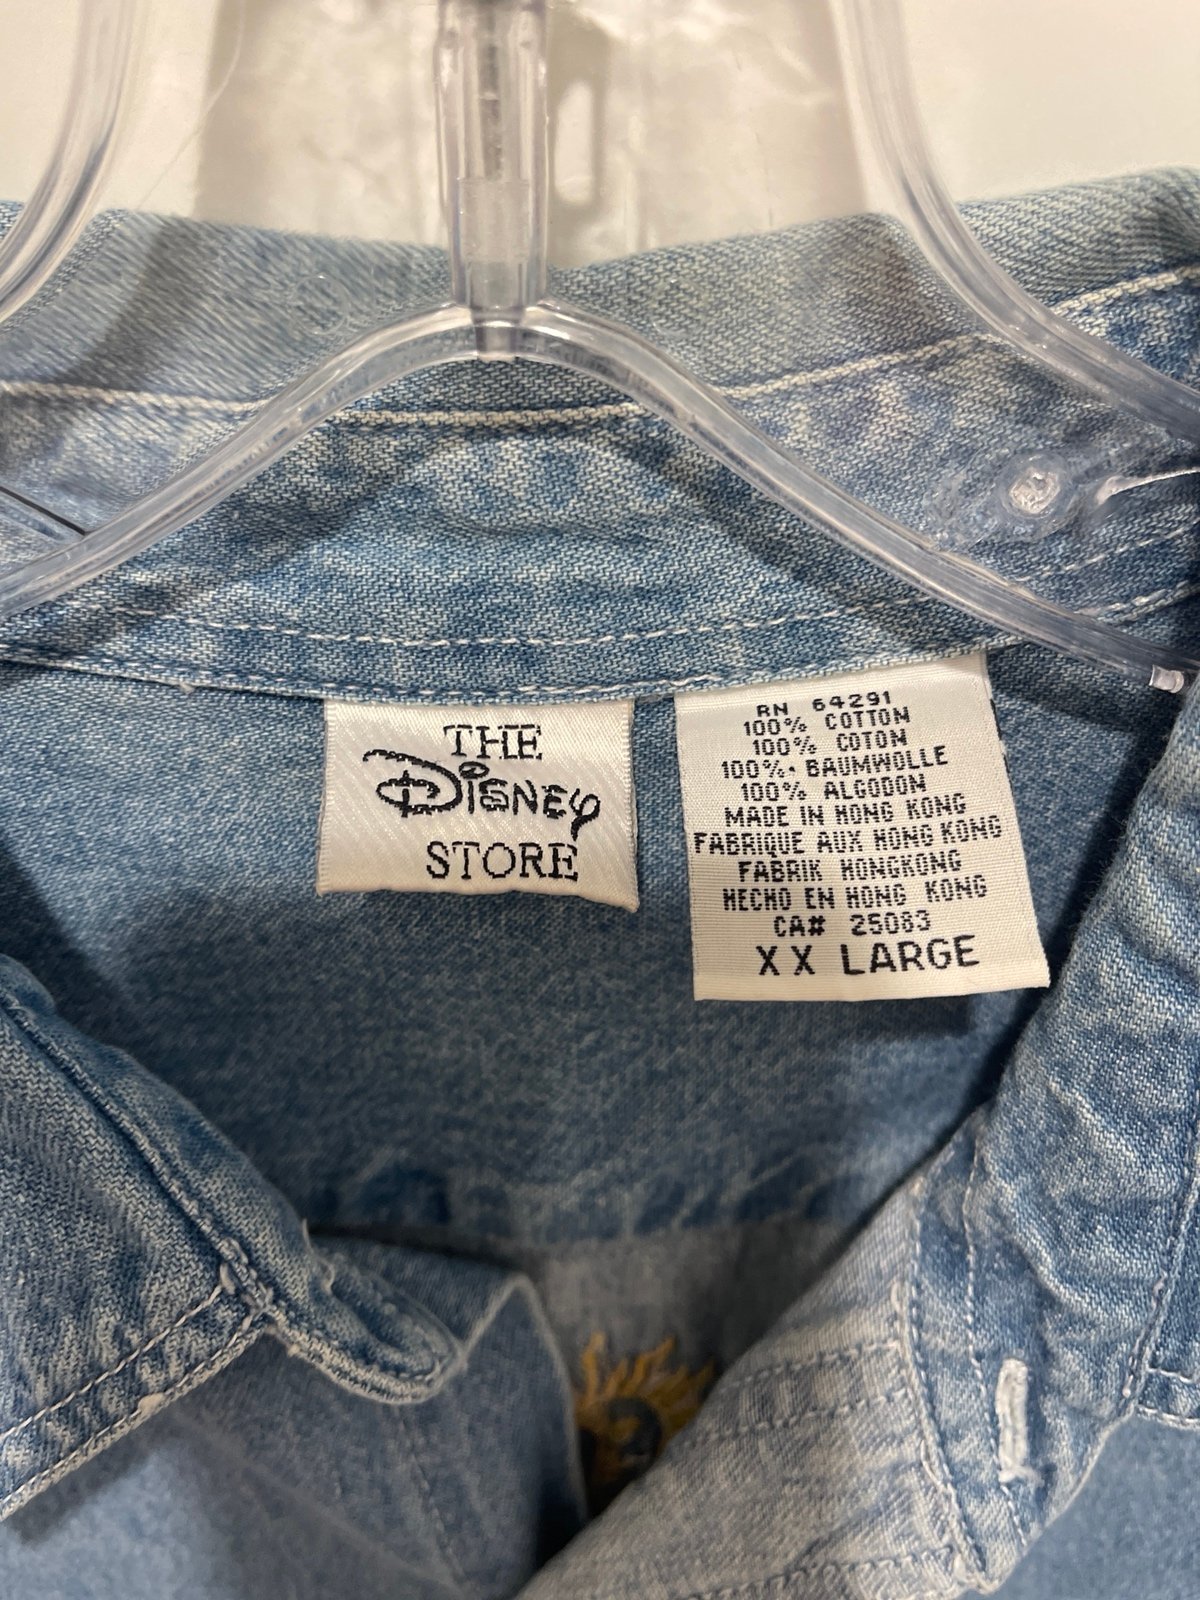 THE
Disney
STORE
RN 64291
100% COTTON
100% COTON
100% BAUMWOLLE
100% ALGODON
MADE IN HONG KONG
FABRIQUE AUX HONG KONG
FABRIK HONGKONG
HECHO EN HONG KONG
CA# 25083
XX LARGE